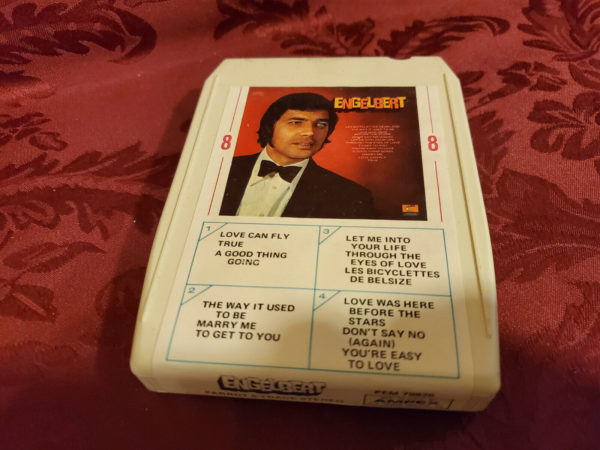 ENGELBERT
8
8
1
LOVE CAN FLY
TRUE
A GOOD THING
GOING
2
THE WAY IT USED
TO BE
MARRY ME
TO GET TO YOU
3
LET ME INTO
YOUR LIFE
THROUGH THE
EYES OF LOVE
LES BICYCLETTES
DE BELSIZE
4
LOVE WAS HERE
BEFORE THE
STARS
DON'T SAY NO
(AGAIN)
YOU'RE EASY
TO LOVE
ENGELBERT
AMPEX